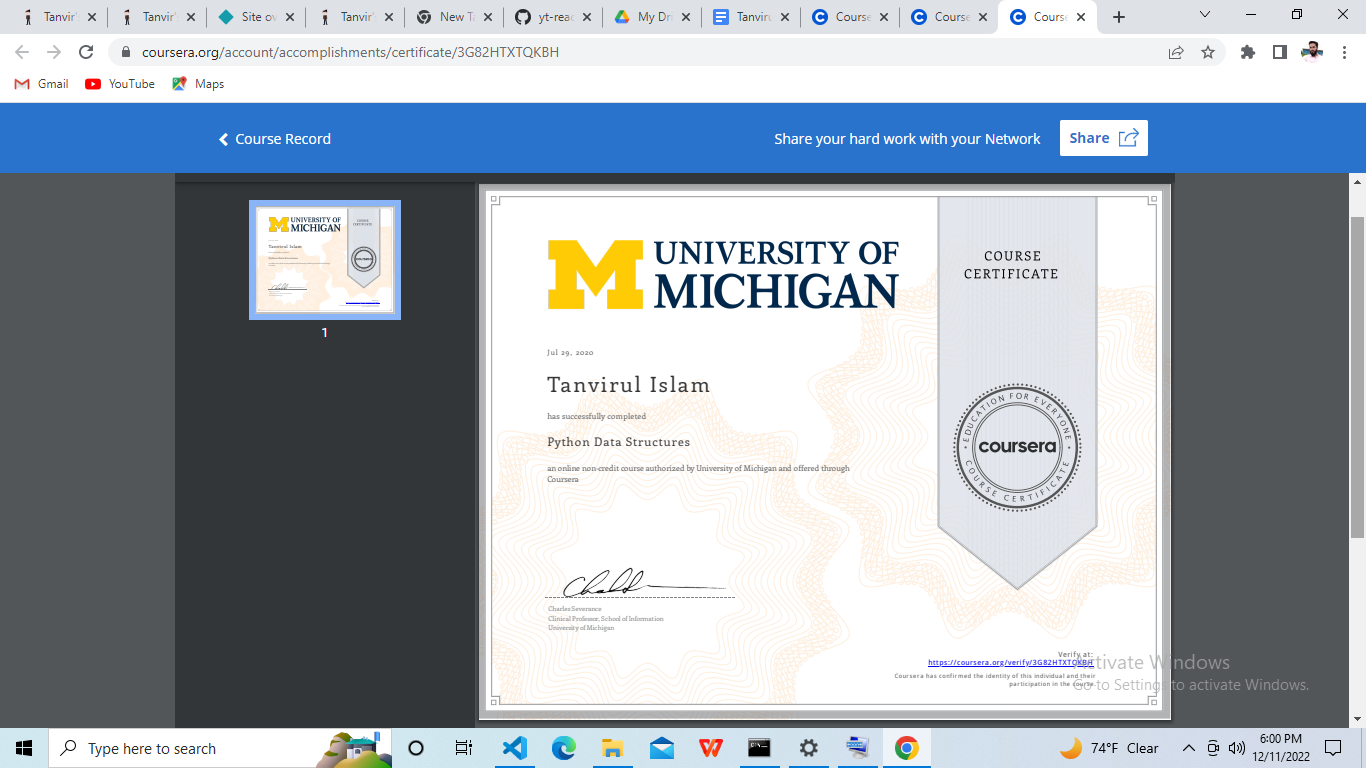 Tanvir's
Tanvir'
Site ov
Tanvir'
New Ta
yt-reac
My Dri
Tanviru
Course
Course
Course
coursera.org/account/accomplishments/certificate/3G82HTXTQKBH
Gmail
YouTube
Maps
Course Record
Share your hard work with your Network
Share
1
UNIVERSITY OF
MICHIGAN
COURSE
CERTIFICATE
Jul 29, 2020
Tanvirul Islam
has successfully completed
Python Data Structures
an online non-credit course authorized by University of Michigan and offered through
Coursera
EDUCATION FOR EVERYONE
coursera
COURSE CERTIFICATE
Charles Severance
Clinical Professor, School of Information
University of Michigan
Verify at:
https://coursera.org/verify/3G82HTXTQKBH
Coursera has confirmed the identity of this individual and their
participation in the course.
Activate Windows
Go to Settings to activate Windows.
Type here to search
74°F Clear
6:00 PM
12/11/2022